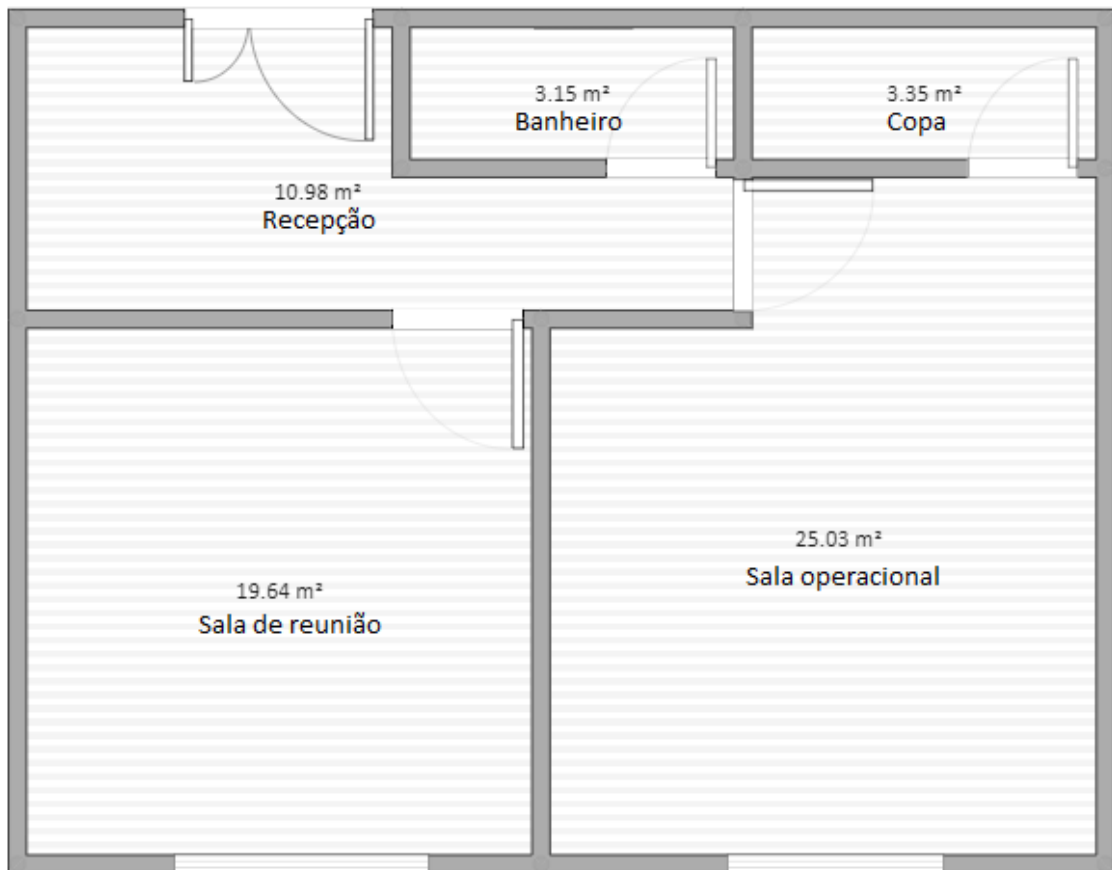 3.15 m²
Banheiro
3.35 m²
Copa
10.98 m²
Recepção
25.03 m²
Sala operacional
19.64 m²
Sala de reunião